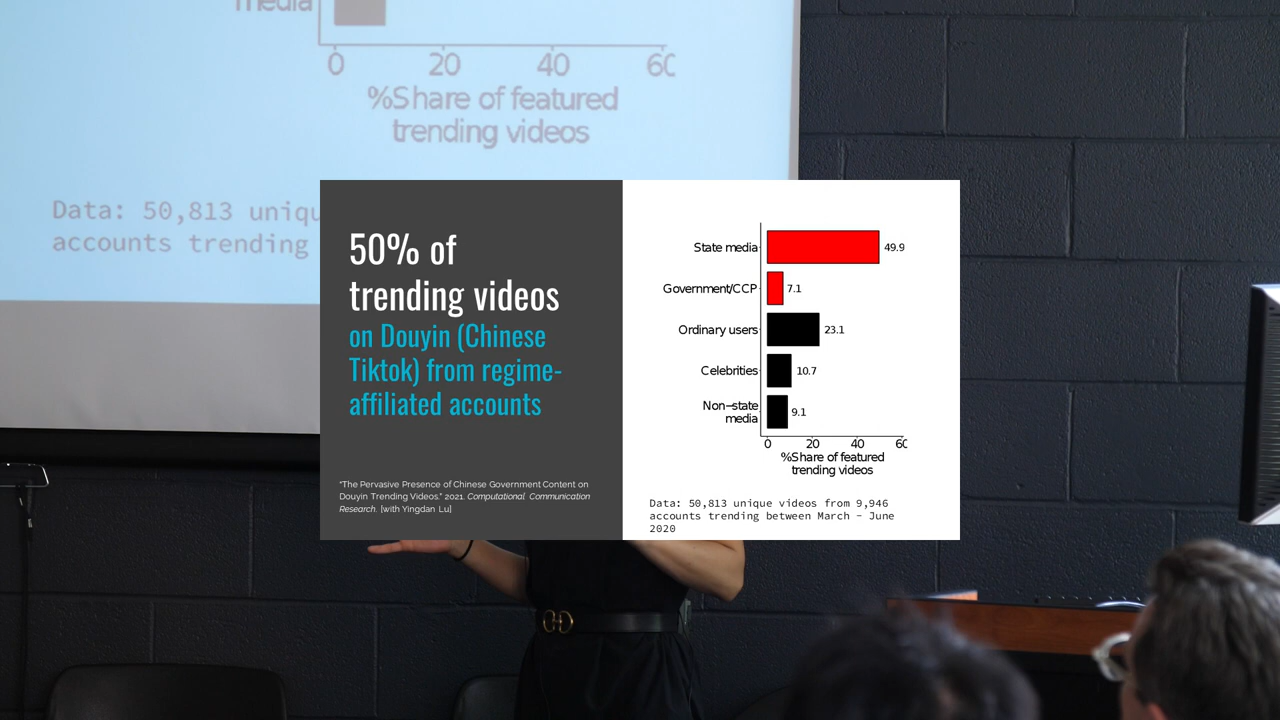 media
0 20 40 60
%Share of featured
trending videos
Data: 50,813 uniqu
accounts trending
50% of
trending videos
on Douyin (Chinese
Tiktok) from regime-
affiliated accounts
"The Pervasive Presence of Chinese Government Content on
Douyin Trending Videos." 2021. Computational Communication
Research. [with Yingdan Lu]
State media 49.9
Government/CCP 7.1
Ordinary users 23.1
Celebrities 10.7
Non-state
media 9.1
0 20 40 60
%Share of featured
trending videos
Data: 50,813 unique videos from 9,946
accounts trending between March - June
2020